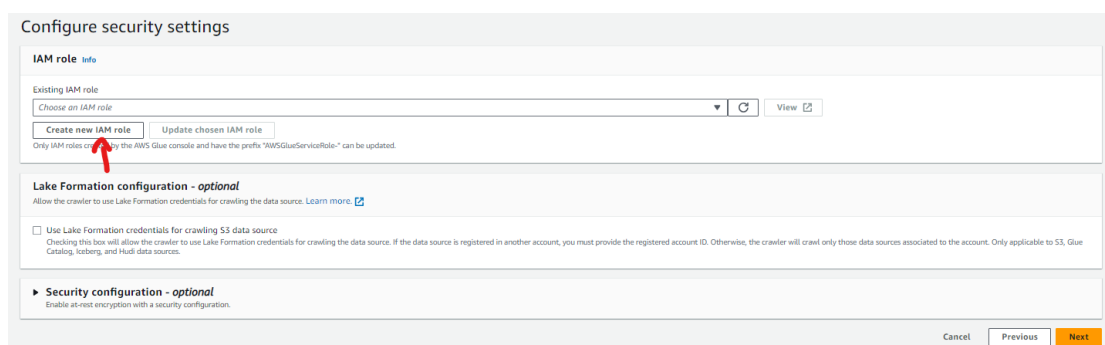 Configure security settings
IAM role Info
Existing IAM role
Choose an IAM role
View
Create new IAM role Update chosen IAM role
Only IAM roles created by the AWS Glue console and have the prefix "AWSGlueServiceRole-" can be updated.
Lake Formation configuration - optional
Allow the crawler to use Lake Formation credentials for crawling the data source. Learn more.
Use Lake Formation credentials for crawling S3 data source
Checking this box will allow the crawler to use Lake Formation credentials for crawling the data source. If the data source is registered in another account, you must provide the registered account ID. Otherwise, the crawler will crawl only those data sources associated to the account. Only applicable to S3, Glue
Catalog, Iceberg, and Hudi data sources.
Security configuration - optional
Enable at-rest encryption with a security configuration.
Cancel Previous Next